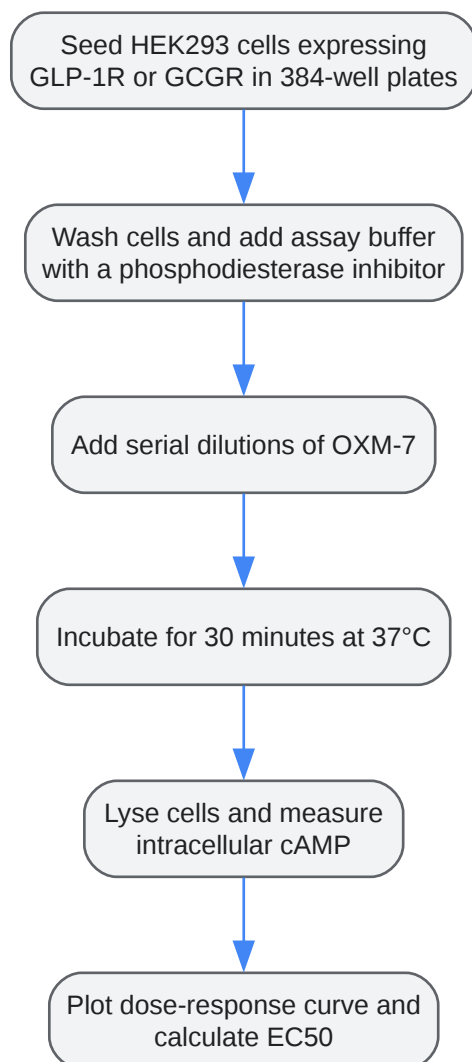 Seed HEK293 cells expressing
GLP-1R or GCGR in 384-well plates
Wash cells and add assay buffer
with a phosphodiesterase inhibitor
Add serial dilutions of OXM-7
Incubate for 30 minutes at 37°C
Lyse cells and measure
intracellular cAMP
Plot dose-response curve and
calculate EC50